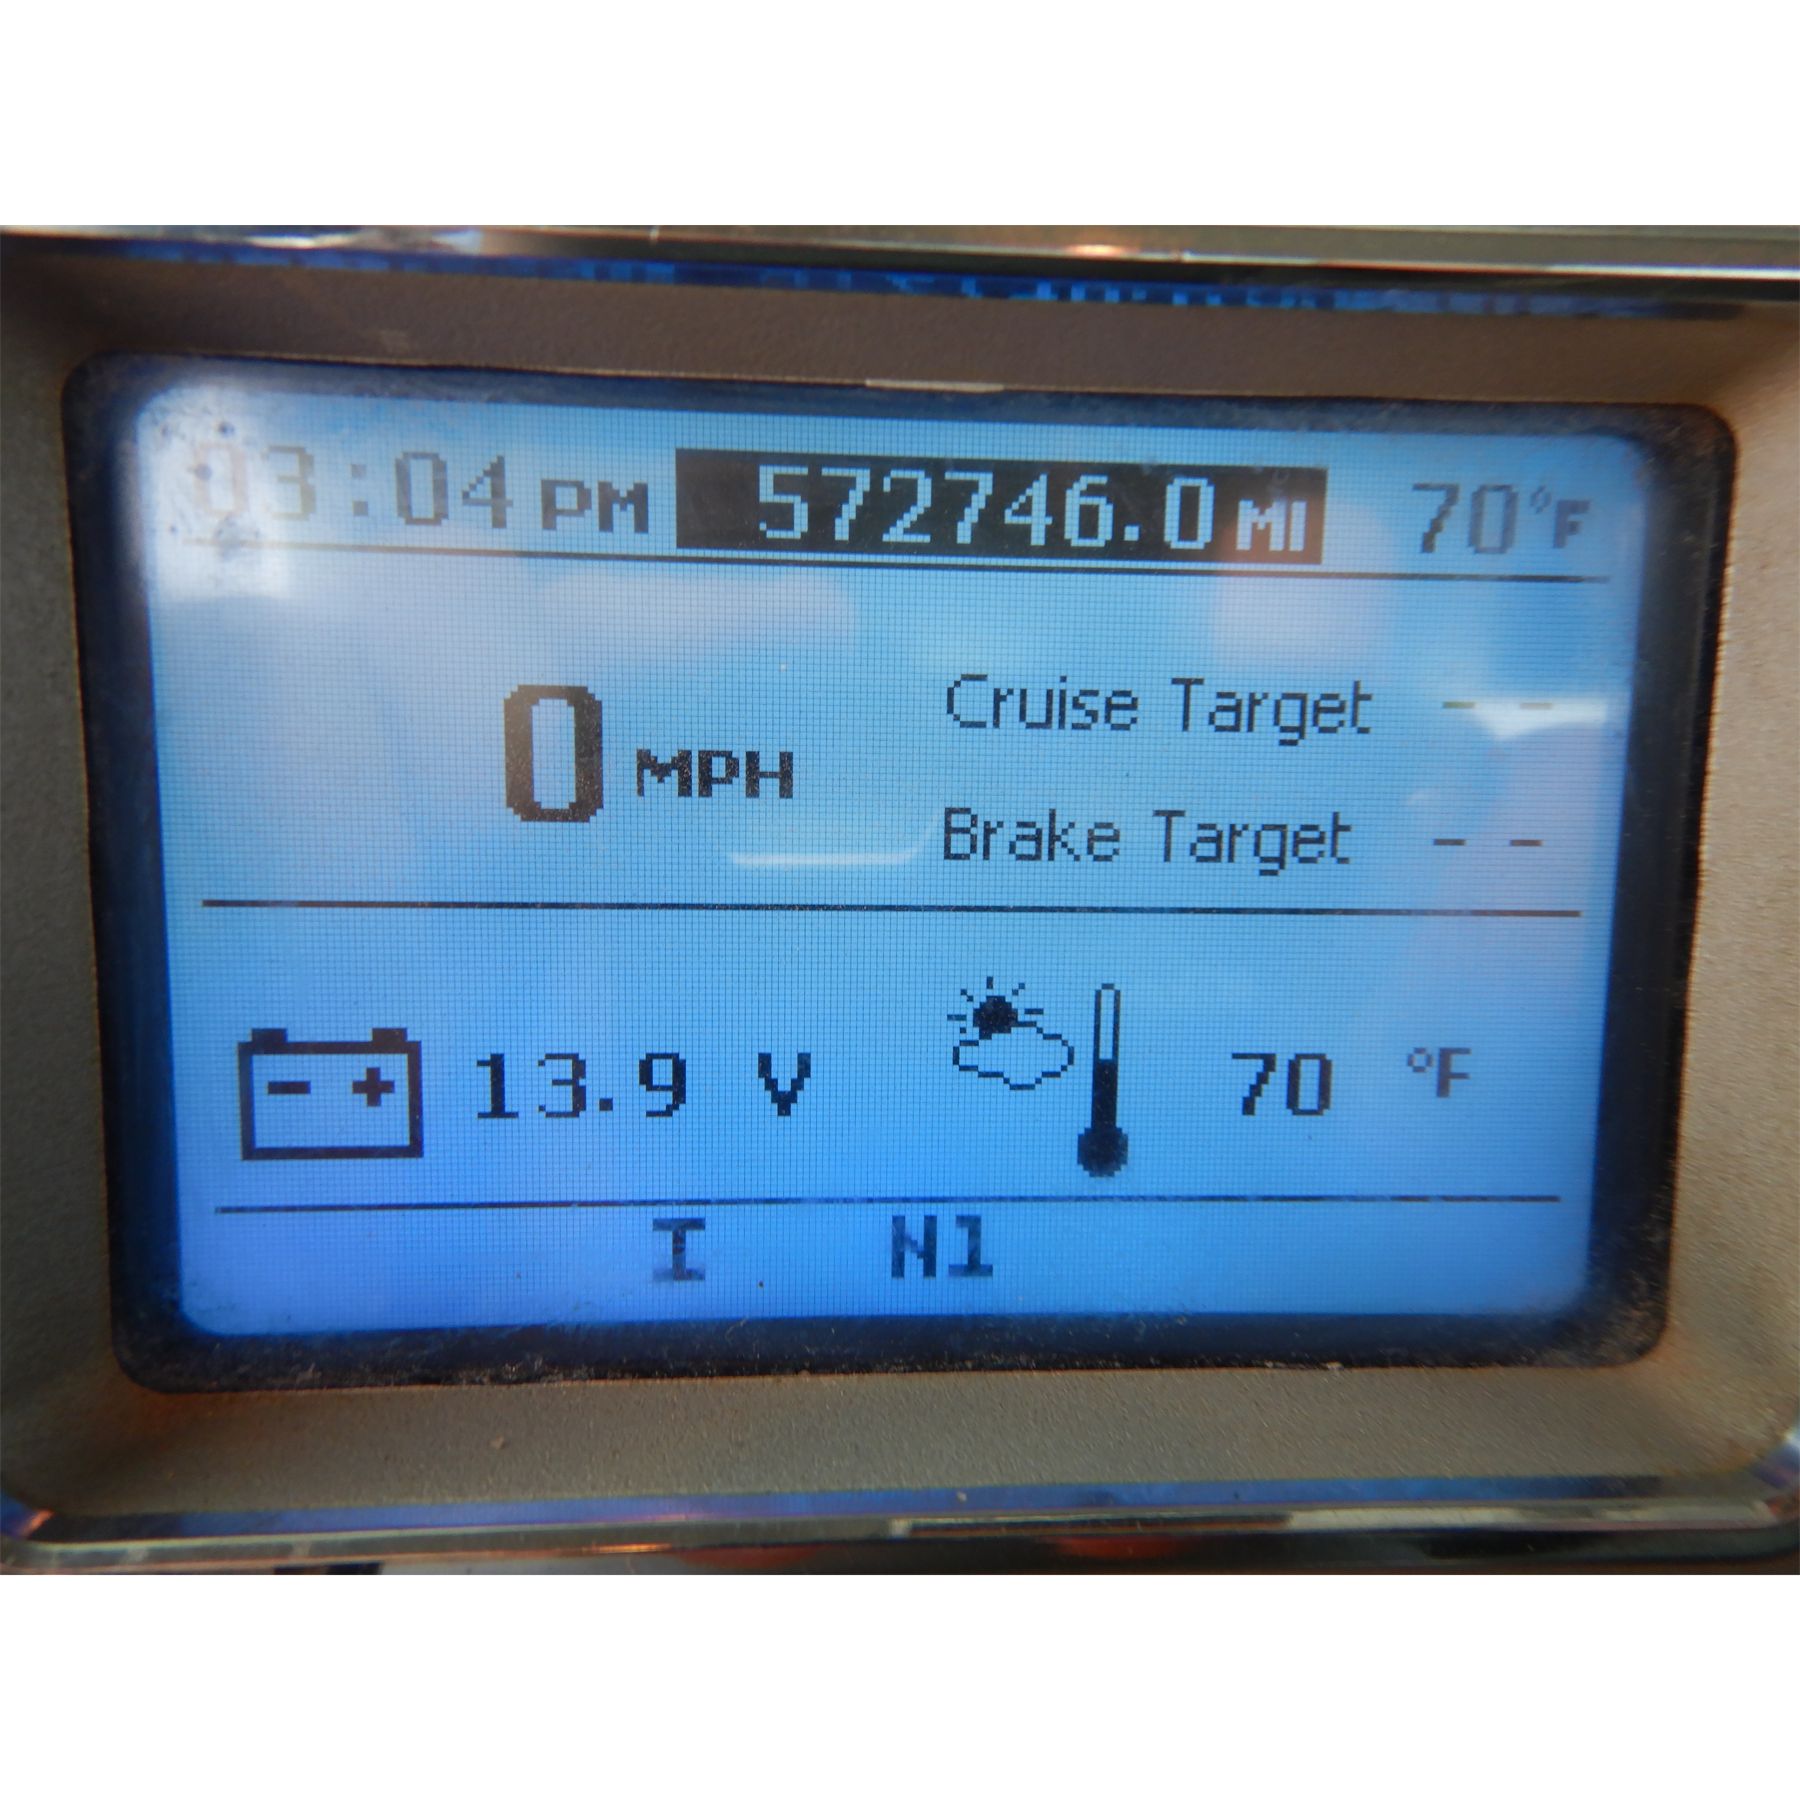 03:04 PM 572746.0 MI 70°F
Cruise Target - -
0 MPH
Brake Target - -
- + 13.9 V 70 °F
I N1